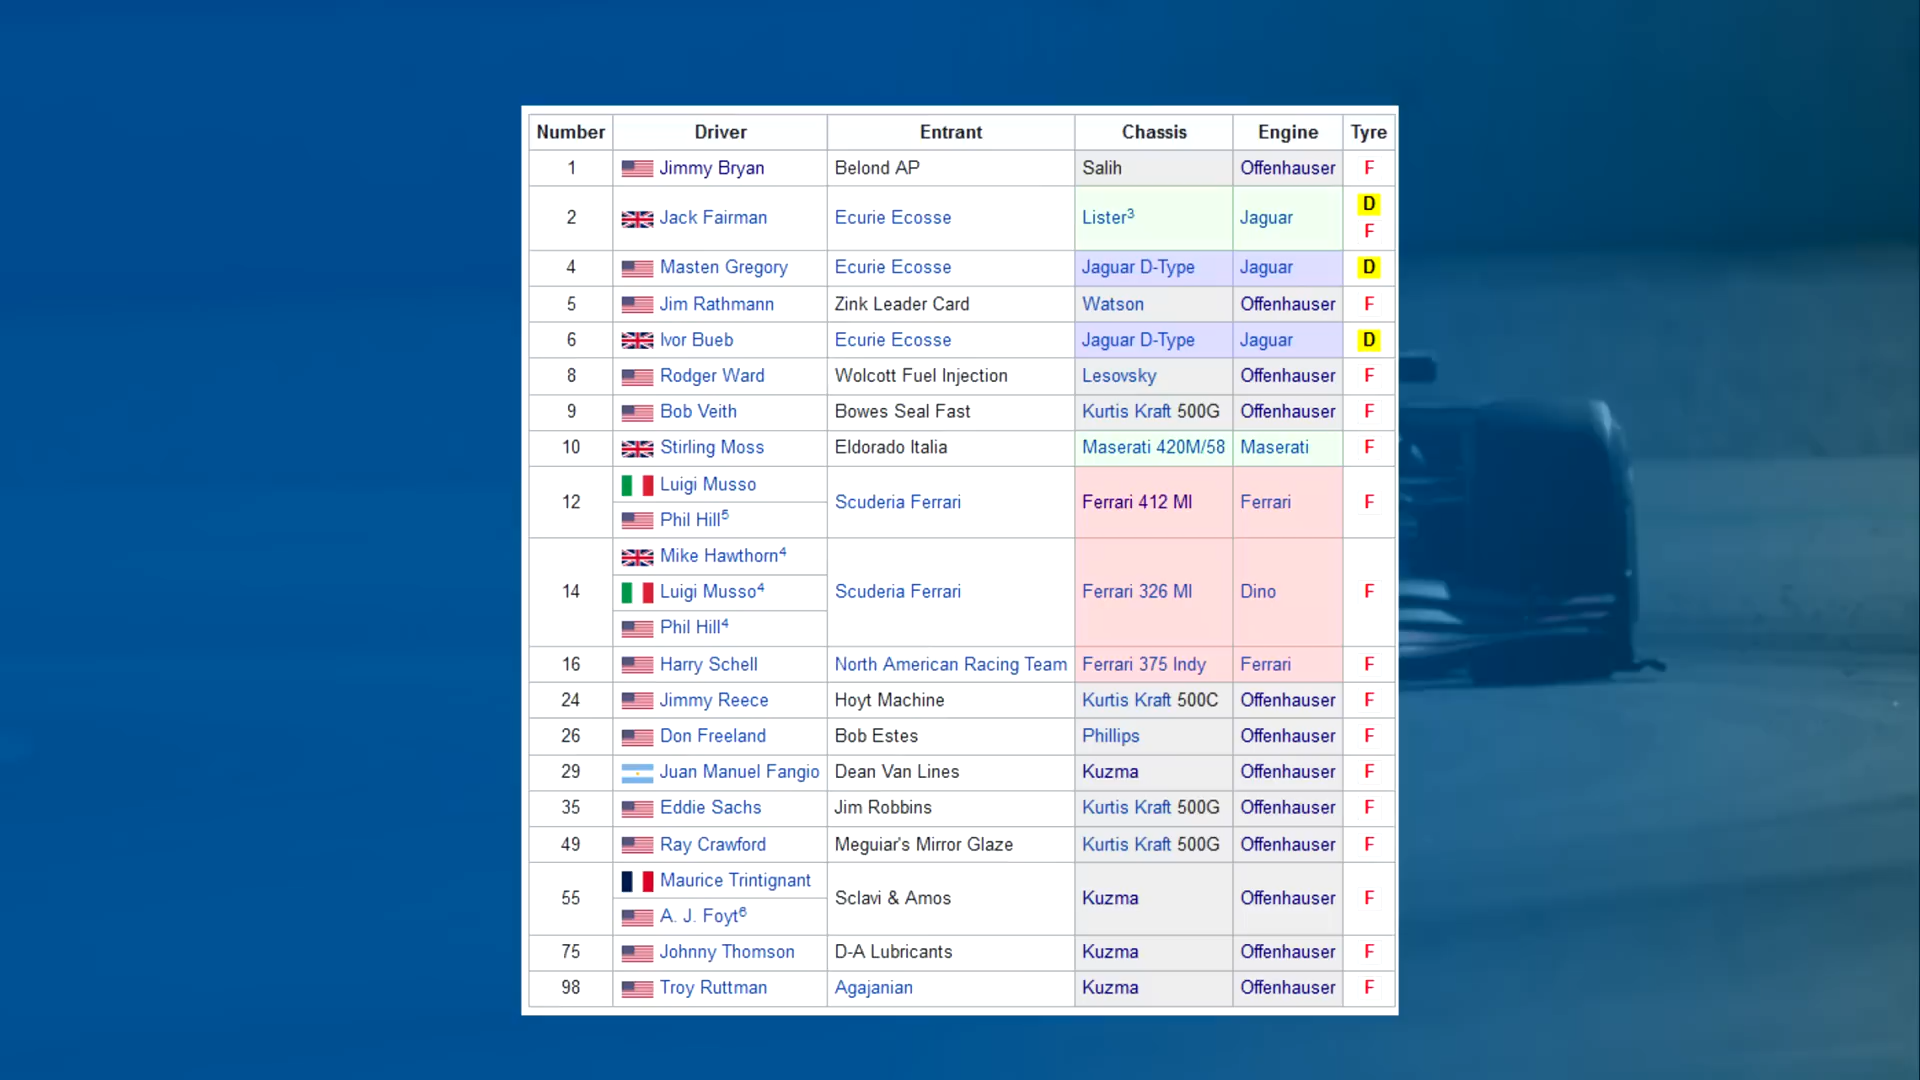 Number Driver Entrant Chassis Engine Tyre
1 Jimmy Bryan Belond AP Salih Offenhauser F
2 Jack Fairman Ecurie Ecosse Lister3 Jaguar D
F
4 Masten Gregory Ecurie Ecosse Jaguar D-Type Jaguar D
5 Jim Rathmann Zink Leader Card Watson Offenhauser F
6 Ivor Bueb Ecurie Ecosse Jaguar D-Type Jaguar D
8 Rodger Ward Wolcott Fuel Injection Lesovsky Offenhauser F
9 Bob Veith Bowes Seal Fast Kurtis Kraft 500G Offenhauser F
10 Stirling Moss Eldorado Italia Maserati 420M/58 Maserati F
12 Luigi Musso Scuderia Ferrari Ferrari 412 MI Ferrari F
Phil Hill5
14 Mike Hawthorn4 Scuderia Ferrari Ferrari 326 MI Dino F
Luigi Musso4
Phil Hill4
16 Harry Schell North American Racing Team Ferrari 375 Indy Ferrari F
24 Jimmy Reece Hoyt Machine Kurtis Kraft 500C Offenhauser F
26 Don Freeland Bob Estes Phillips Offenhauser F
29 Juan Manuel Fangio Dean Van Lines Kuzma Offenhauser F
35 Eddie Sachs Jim Robbins Kurtis Kraft 500G Offenhauser F
49 Ray Crawford Meguiar's Mirror Glaze Kurtis Kraft 500G Offenhauser F
55 Maurice Trintignant Sclavi & Amos Kuzma Offenhauser F
A. J. Foyt6
75 Johnny Thomson D-A Lubricants Kuzma Offenhauser F
98 Troy Ruttman Agajanian Kuzma Offenhauser F